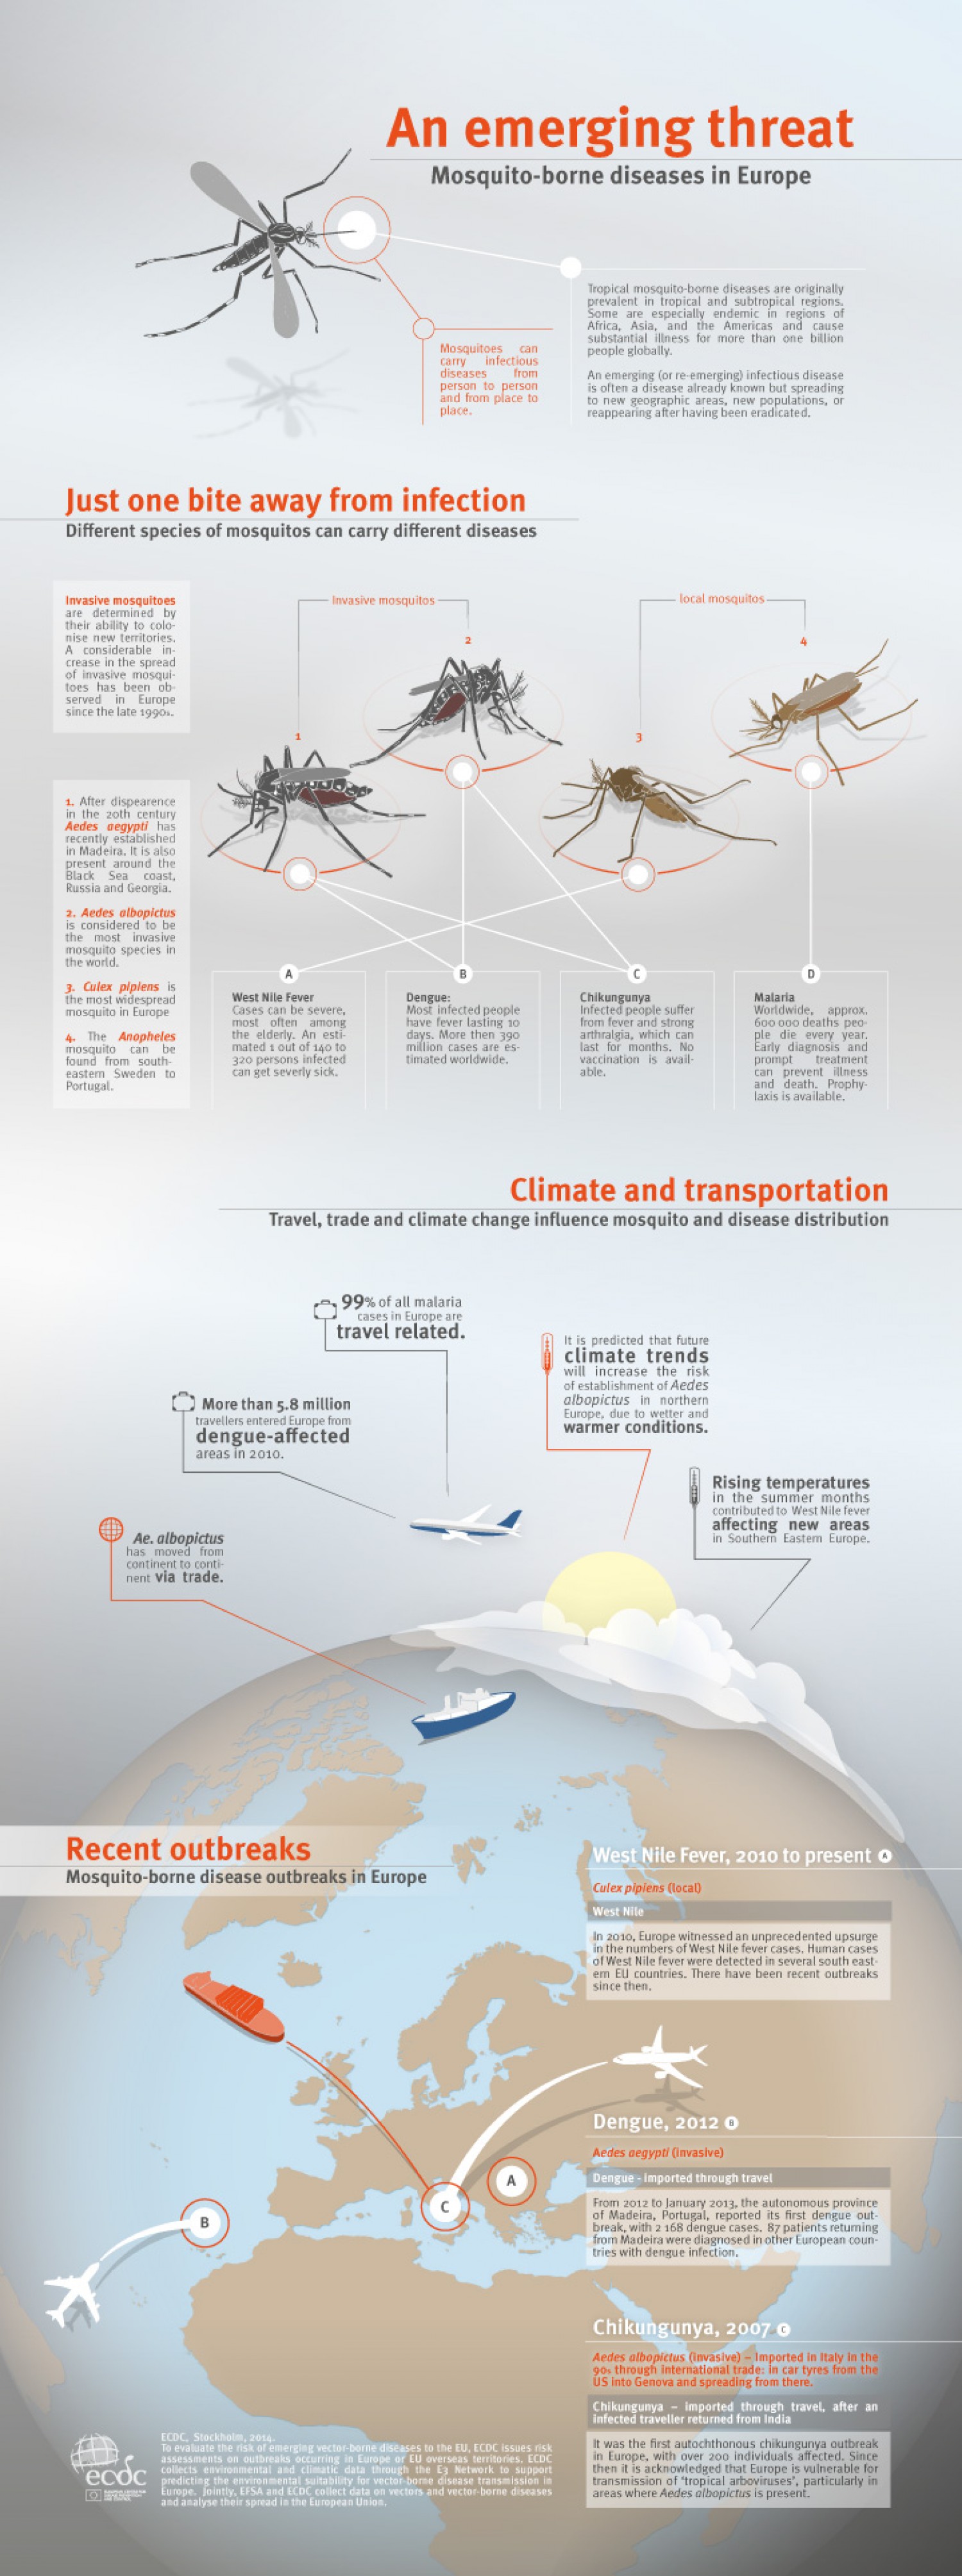 An emerging threat
Mosquito-borne diseases in Europe
Mosquitoes can
carry infectious
diseases from
person to person
and from place to
place.
Tropical mosquito-borne diseases are originally
prevalent in tropical and subtropical regions.
Some are especially endemic in regions of
Africa, Asia, and the Americas and cause
substantial illness for more than one billion
people globally.
An emerging (or re-emerging) infectious disease
is often a disease already known but spreading
to new geographic areas, new populations, or
reappearing after having been eradicated.
Just one bite away from infection
Different species of mosquitos can carry different diseases
Invasive mosquitoes
are determined by
their ability to colo-
nise new territories.
A considerable in-
crease in the spread
of invasive mosqui-
toes has been ob-
served in Europe
since the late 1990s.
Invasive mosquitos
local mosquitos
2
4
1
3
1. After dispearence
in the 20th century
Aedes aegypti has
recently established
in Madeira. It is also
present around the
Black Sea coast,
Russia and Georgia.
2. Aedes albopictus
is considered to be
the most invasive
mosquito species in
the world.
3. Culex pipiens is
the most widespread
mosquito in Europe
4. The Anopheles
mosquito can be
found from south-
eastern Sweden to
Portugal.
A
West Nile Fever
Cases can be severe,
most often among
the elderly. An esti-
mated 1 out of 140 to
320 persons infected
can get severly sick.
B
Dengue:
Most infected people
have fever lasting 10
days. More then 390
million cases are es-
timated worldwide.
C
Chikungunya
Infected people suffer
from fever and strong
arthralgia, which can
last for months. No
vaccination is avail-
able.
D
Malaria
Worldwide, approx.
600 000 deaths peo-
ple die every year.
Early diagnosis and
prompt treatment
can prevent illness
and death. Prophy-
laxis is available.
Climate and transportation
Travel, trade and climate change influence mosquito and disease distribution
99% of all malaria
cases in Europe are
travel related.
It is predicted that future
climate trends
will increase the risk
of establishment of Aedes
albopictus in northern
Europe, due to wetter and
warmer conditions.
More than 5.8 million
travellers entered Europe from
dengue-affected
areas in 2010.
Rising temperatures
in the summer months
contributed to West Nile fever
affecting new areas
in Southern Eastern Europe.
Ae. albopictus
has moved from
continent to conti-
nent via trade.
Recent outbreaks
Mosquito-borne disease outbreaks in Europe
West Nile Fever, 2010 to present A
Culex pipiens (local)
West Nile
In 2010, Europe witnessed an unprecedented upsurge
in the numbers of West Nile fever cases. Human cases
of West Nile fever were detected in several south east-
ern EU countries. There have been recent outbreaks
since then.
Dengue, 2012 B
Aedes aegypti (invasive)
Dengue - imported through travel
From 2012 to January 2013, the autonomous province
of Madeira, Portugal, reported its first dengue out-
break, with 2 168 dengue cases. 87 patients returning
from Madeira were diagnosed in other European coun-
tries with dengue infection.
A
C
B
Chikungunya, 2007 C
Aedes albopictus (invasive) – Imported in Italy in the
90s through international trade: in car tyres from the
US into Genova and spreading from there.
Chikungunya – imported through travel, after an
infected traveller returned from India
It was the first autochthonous chikungunya outbreak
in Europe, with over 200 individuals affected. Since
then it is acknowledged that Europe is vulnerable for
transmission of 'tropical arboviruses', particularly in
areas where Aedes albopictus is present.
ecdc
ECDC, Stockholm, 2014.
To evaluate the risk of emerging vector-borne diseases to the EU, ECDC issues risk
assessments on outbreaks occurring in Europe or EU overseas territories. ECDC
collects environmental and climatic data through the E3 Network to support
predicting the environmental suitability for vector-borne disease transmission in
Europe. Jointly, EFSA and ECDC collect data on vectors and vector-borne diseases
and analyse their spread in the European Union.